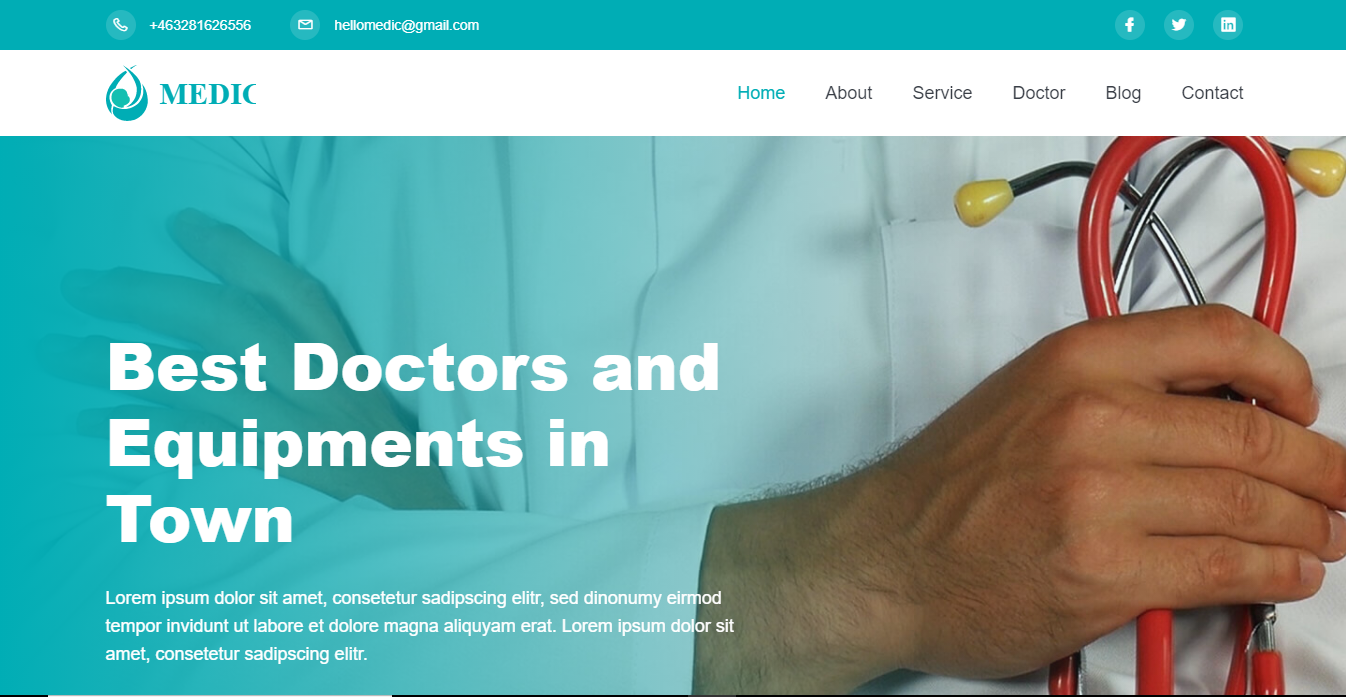 +463281626556 hellomedic@gmail.com
MEDIC
Home About Service Doctor Blog Contact
Best Doctors and
Equipments in
Town
Lorem ipsum dolor sit amet, consetetur sadipscing elitr, sed dinonumy eirmod
tempor invidunt ut labore et dolore magna aliquyam erat. Lorem ipsum dolor sit
amet, consetetur sadipscing elitr.